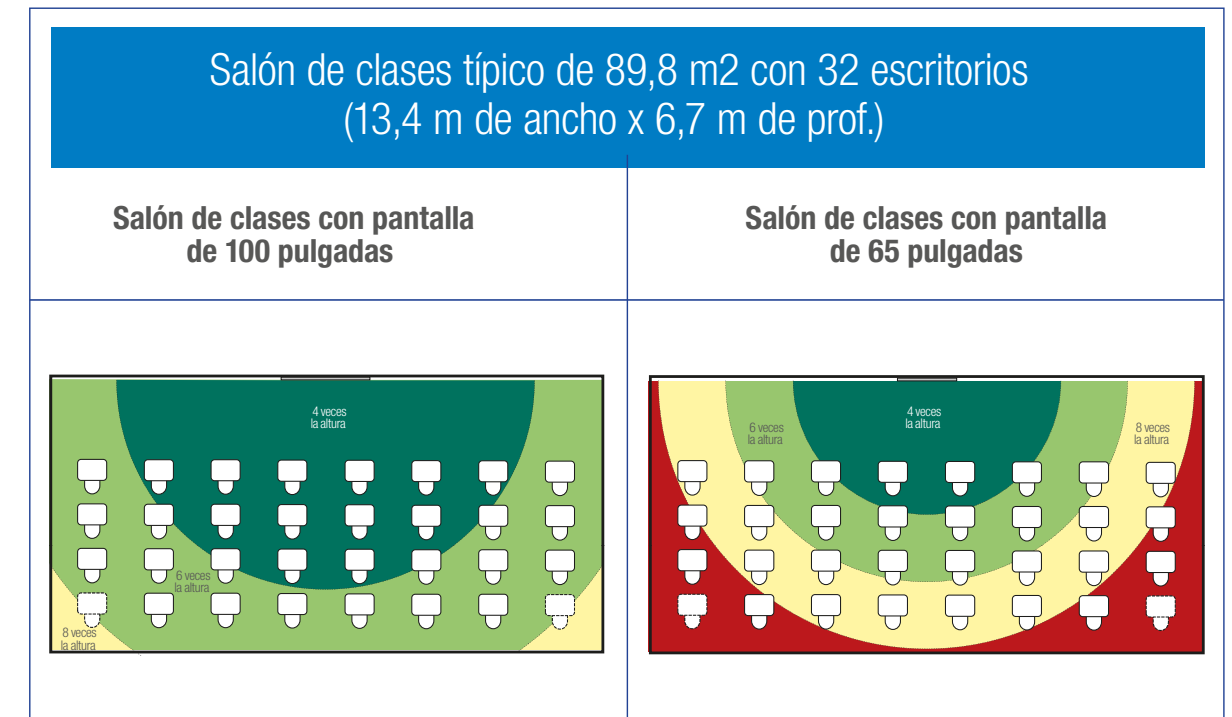 Salón de clases típico de 89,8 m2 con 32 escritorios
(13,4 m de ancho x 6,7 m de prof.)
Salón de clases con pantalla
de 100 pulgadas
Salón de clases con pantalla
de 65 pulgadas
4 veces
la altura
6 veces
la altura
8 veces
la altura
4 veces
la altura
6 veces
la altura
8 veces
la altura